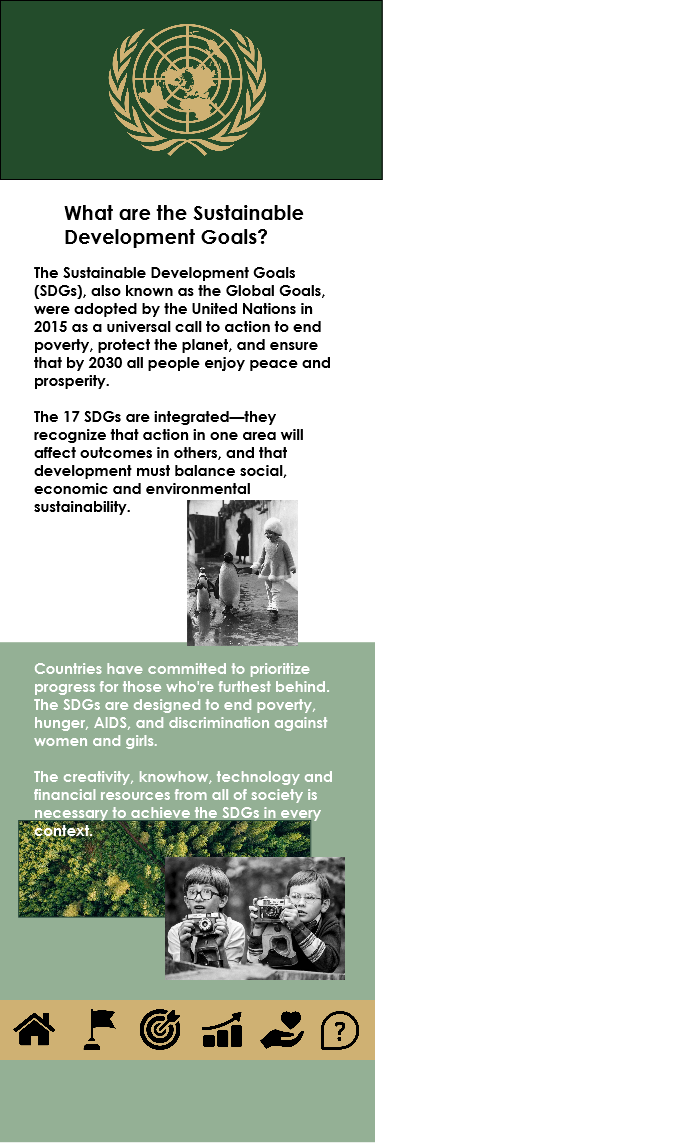 What are the Sustainable
Development Goals?
The Sustainable Development Goals
(SDGs), also known as the Global Goals,
were adopted by the United Nations in
2015 as a universal call to action to end
poverty, protect the planet, and ensure
that by 2030 all people enjoy peace and
prosperity.
The 17 SDGs are integrated—they
recognize that action in one area will
affect outcomes in others, and that
development must balance social,
economic and environmental
sustainability.
Countries have committed to prioritize
progress for those who're furthest behind.
The SDGs are designed to end poverty,
hunger, AIDS, and discrimination against
women and girls.
The creativity, knowhow, technology and
financial resources from all of society is
necessary to achieve the SDGs in every
context.
?